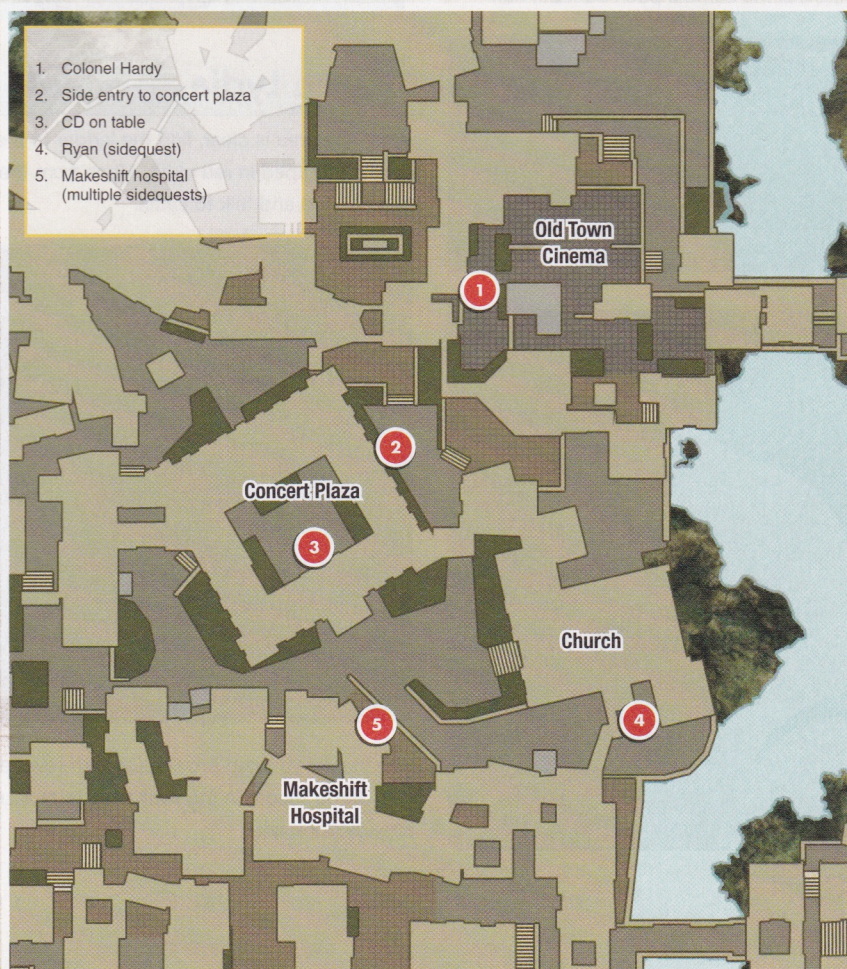 1. Colonel Hardy
2. Side entry to concert plaza
3. CD on table
4. Ryan (sidequest)
5. Makeshift hospital
(multiple sidequests)
Old Town
Cinema
1
2
Concert Plaza
3
Church
4
5
Makeshift
Hospital